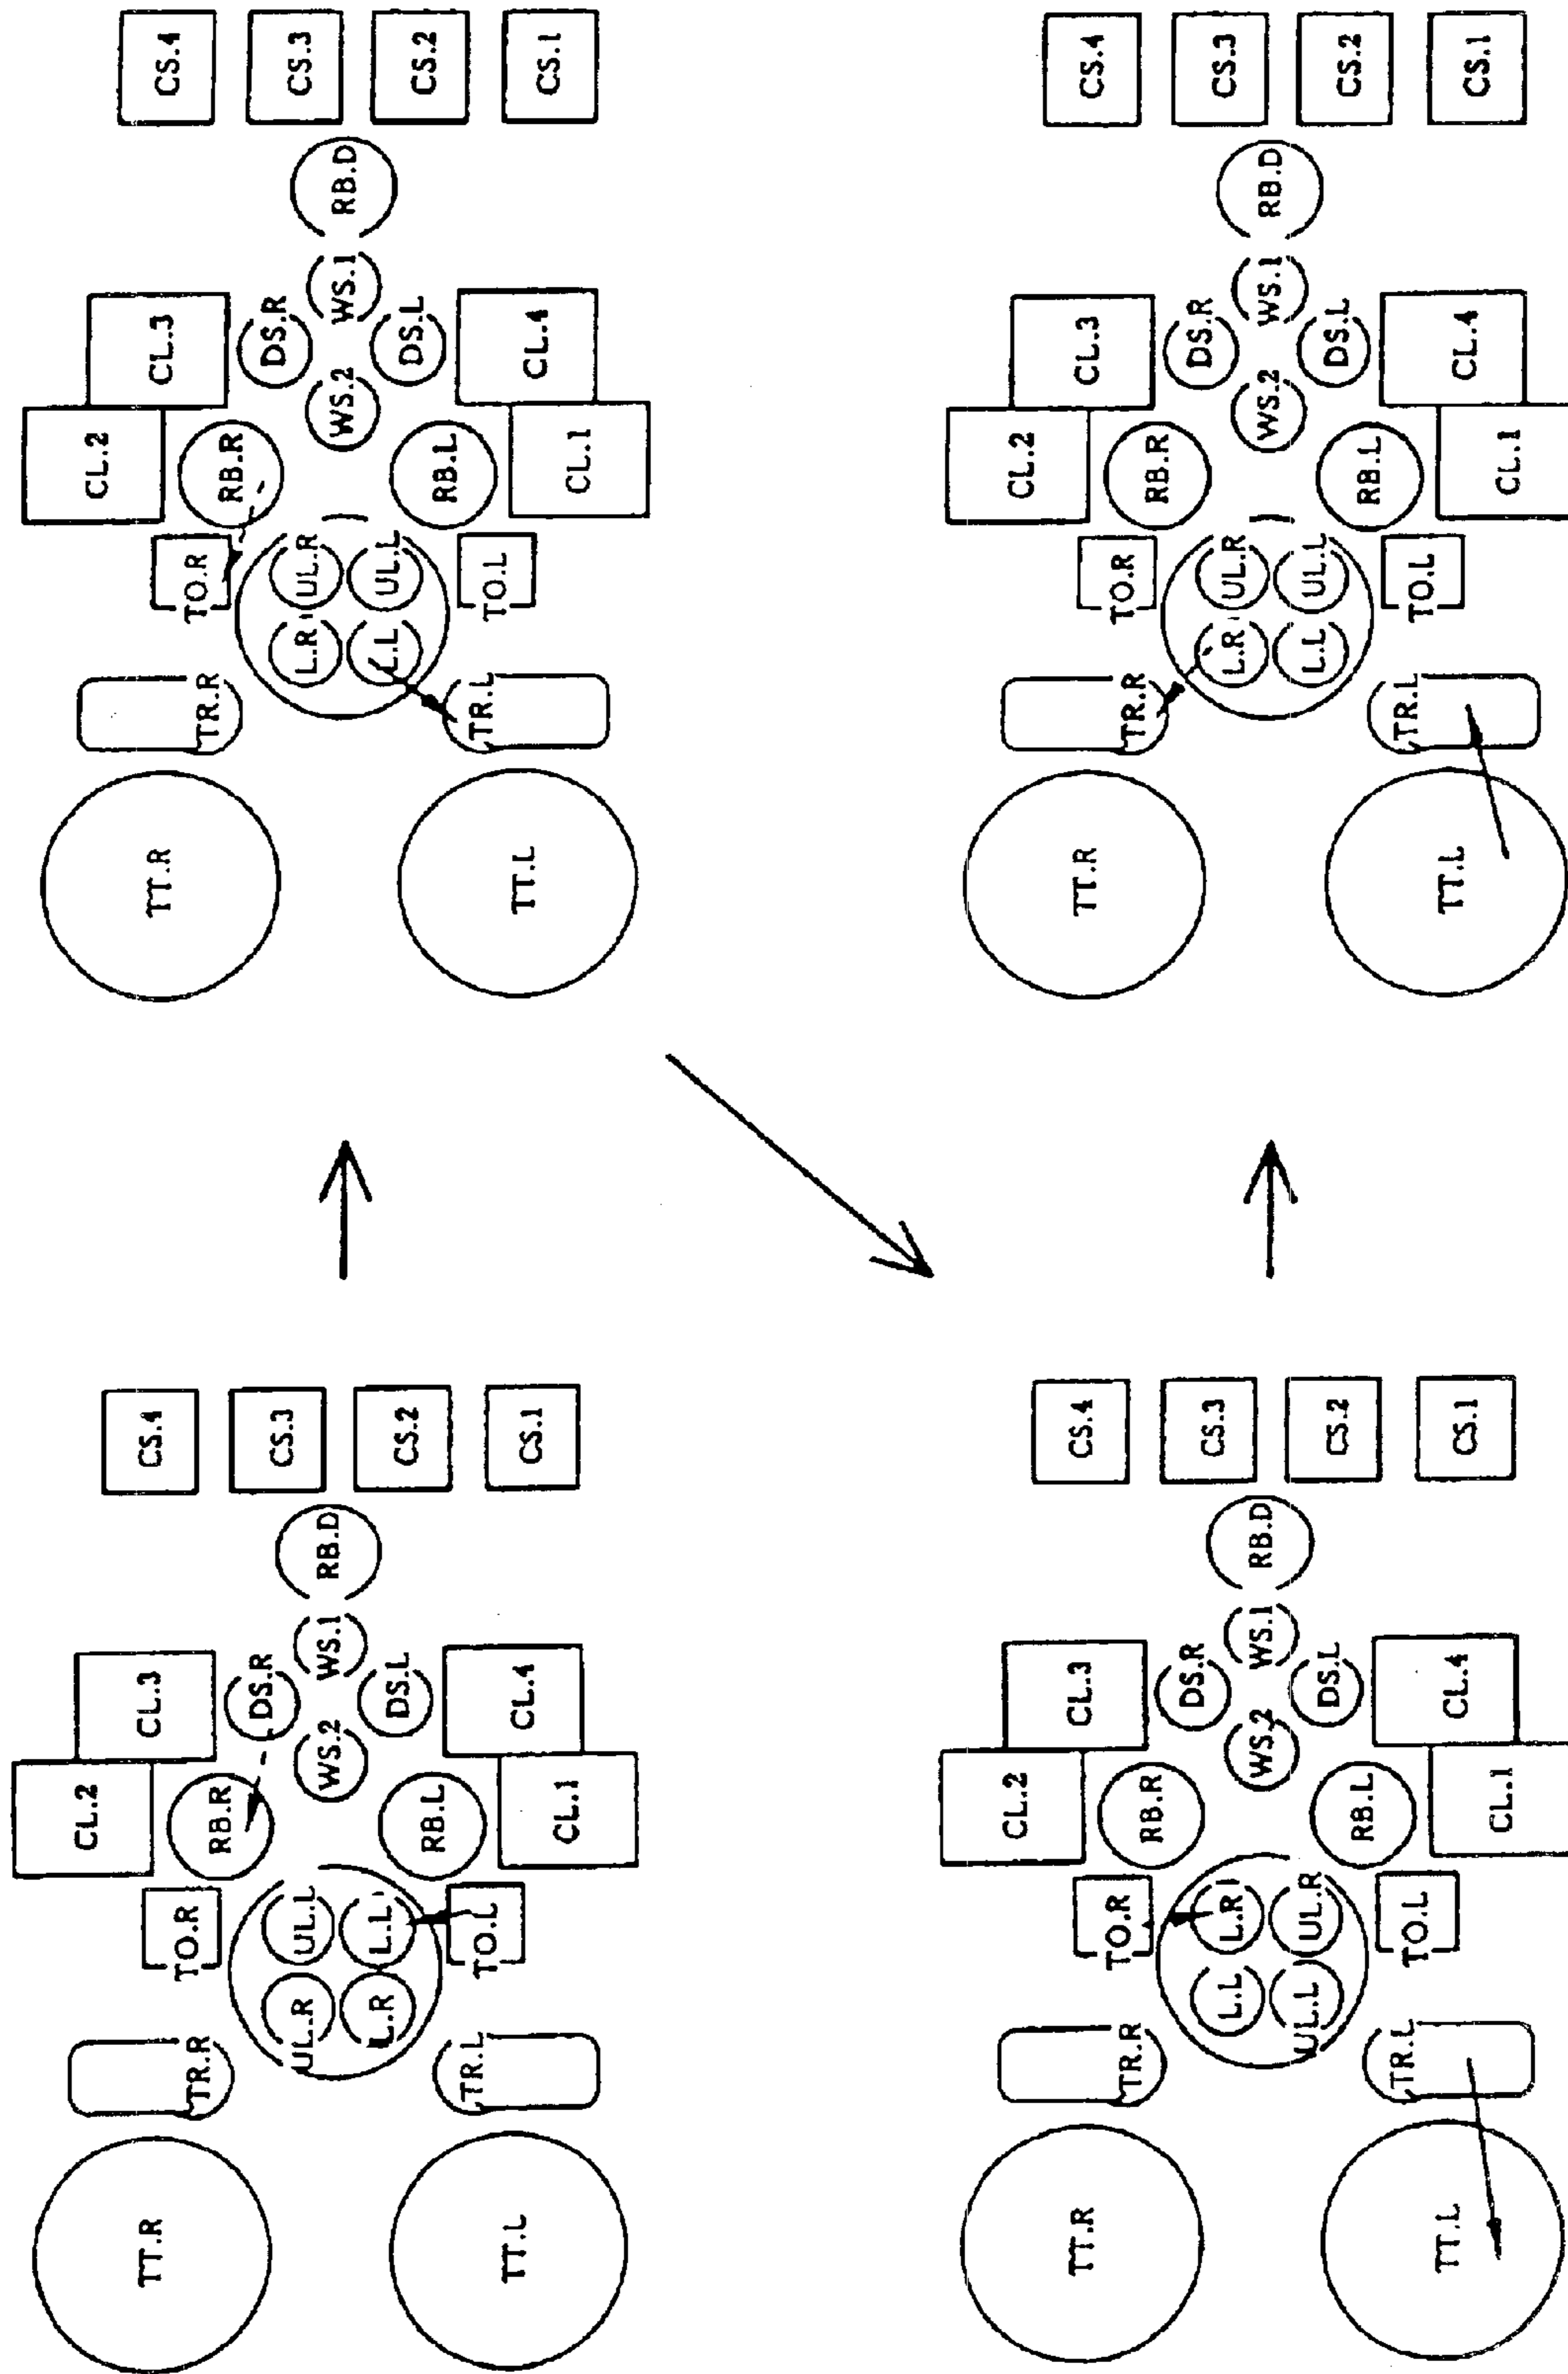 CL.2
CS.4
TT.R
CL.3
TO.R
TR.R
RB.R
DS.R
CS.3
UL.R
UL.L
WS.2
WS.1
RB.D
L.R
L.L
DS.L
CS.2
RB.L
TR.L
TO.L
TT.L
CL.4
CS.1
CL.1
CL.2
CS.4
TT.R
CL.3
TO.R
TR.R
RB.R
DS.R
CS.3
L.R
UL.R
WS.2
WS.1
RB.D
L.L
UL.L
DS.L
CS.2
RB.L
TR.L
TO.L
TT.L
CL.4
CS.1
CL.1
CL.2
CS.4
TT.R
CL.3
TO.R
TR.R
RB.R
DS.R
CS.3
L.L
L.R
WS.2
WS.1
RB.D
UL.L
UL.R
DS.L
CS.2
RB.L
TR.L
TO.L
TT.L
CL.4
CS.1
CL.1
CL.2
CS.4
TT.R
CL.3
TO.R
TR.R
RB.R
DS.R
CS.3
L.R
UL.R
WS.2
WS.1
RB.D
L.L
UL.L
DS.L
CS.2
RB.L
TR.L
TO.L
TT.L
CL.4
CS.1
CL.1